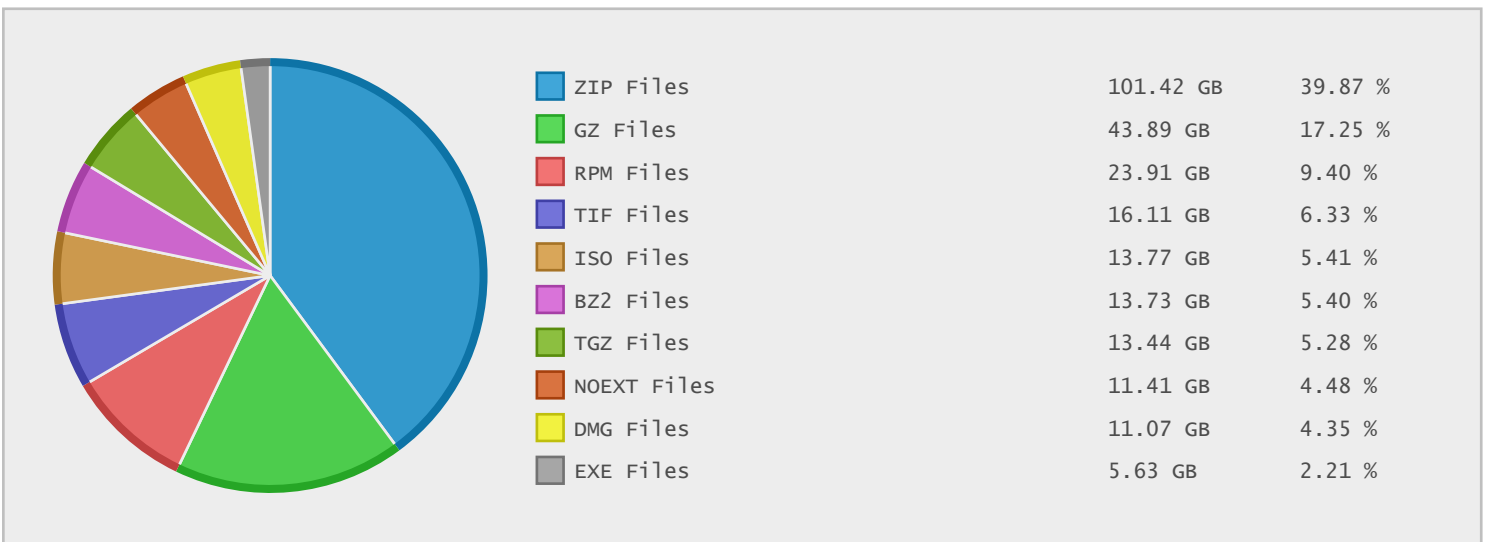 ZIP Files 101.42 GB 39.87 %
GZ Files 43.89 GB 17.25 %
RPM Files 23.91 GB 9.40 %
TIF Files 16.11 GB 6.33 %
ISO Files 13.77 GB 5.41 %
BZ2 Files 13.73 GB 5.40 %
TGZ Files 13.44 GB 5.28 %
NOEXT Files 11.41 GB 4.48 %
DMG Files 11.07 GB 4.35 %
EXE Files 5.63 GB 2.21 %